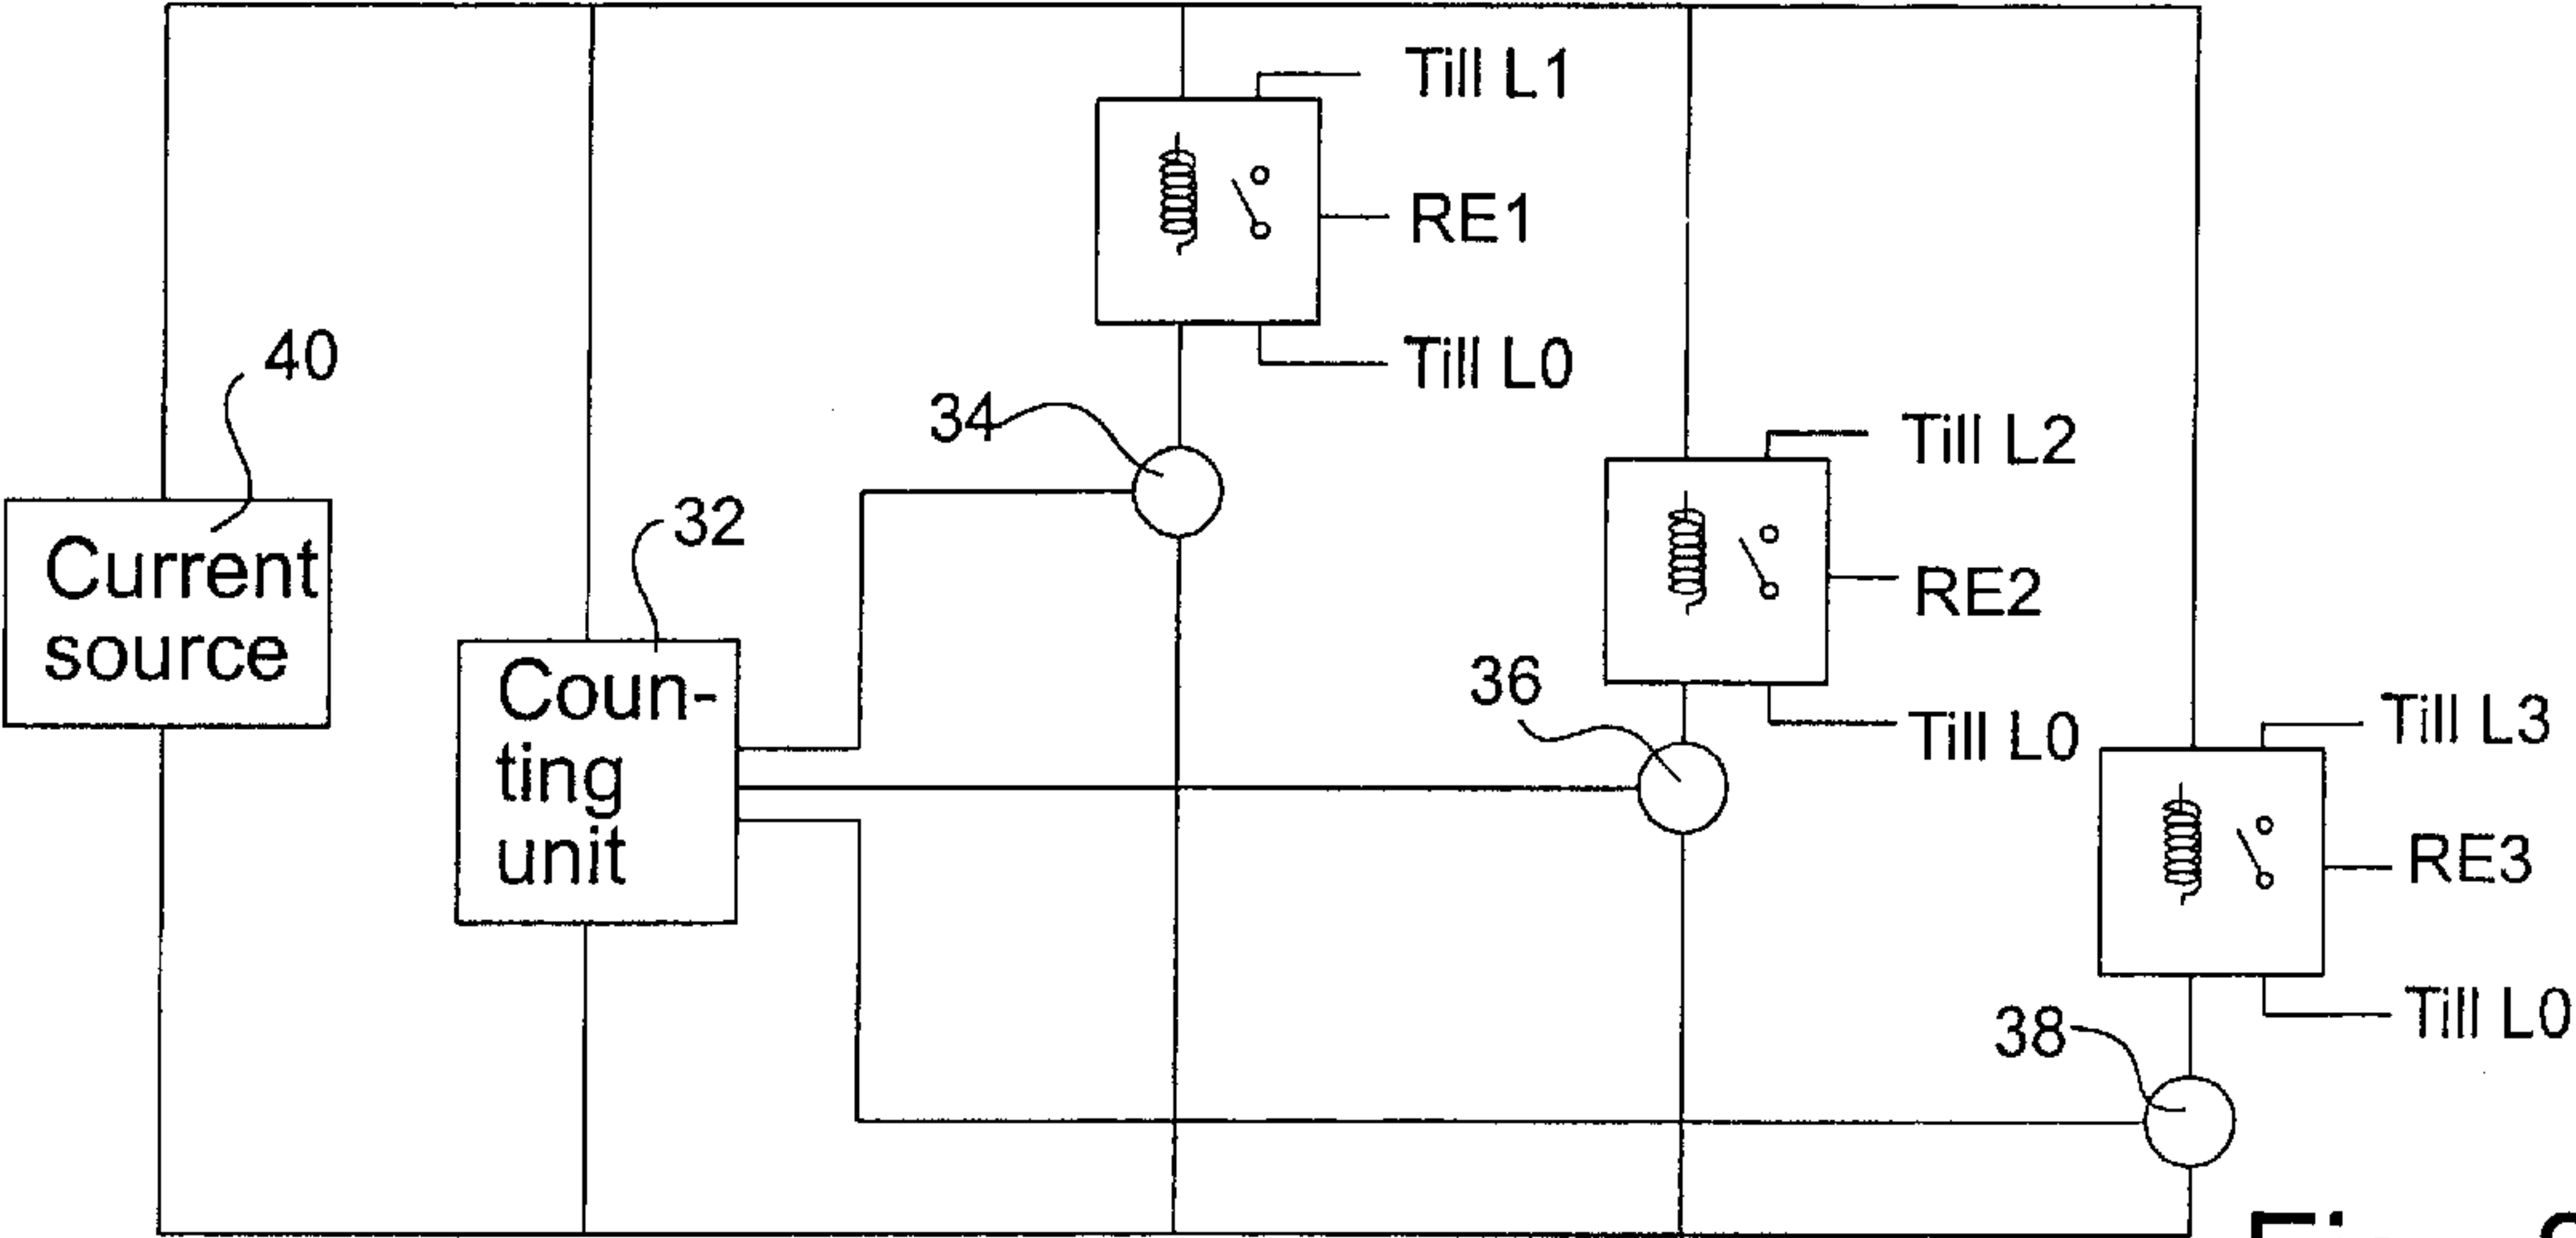 Till L1
RE1
Till L0
40
34
Till L2
Current
source
32
RE2
Coun-
ting
unit
36
Till L0
Till L3
RE3
Till L0
38